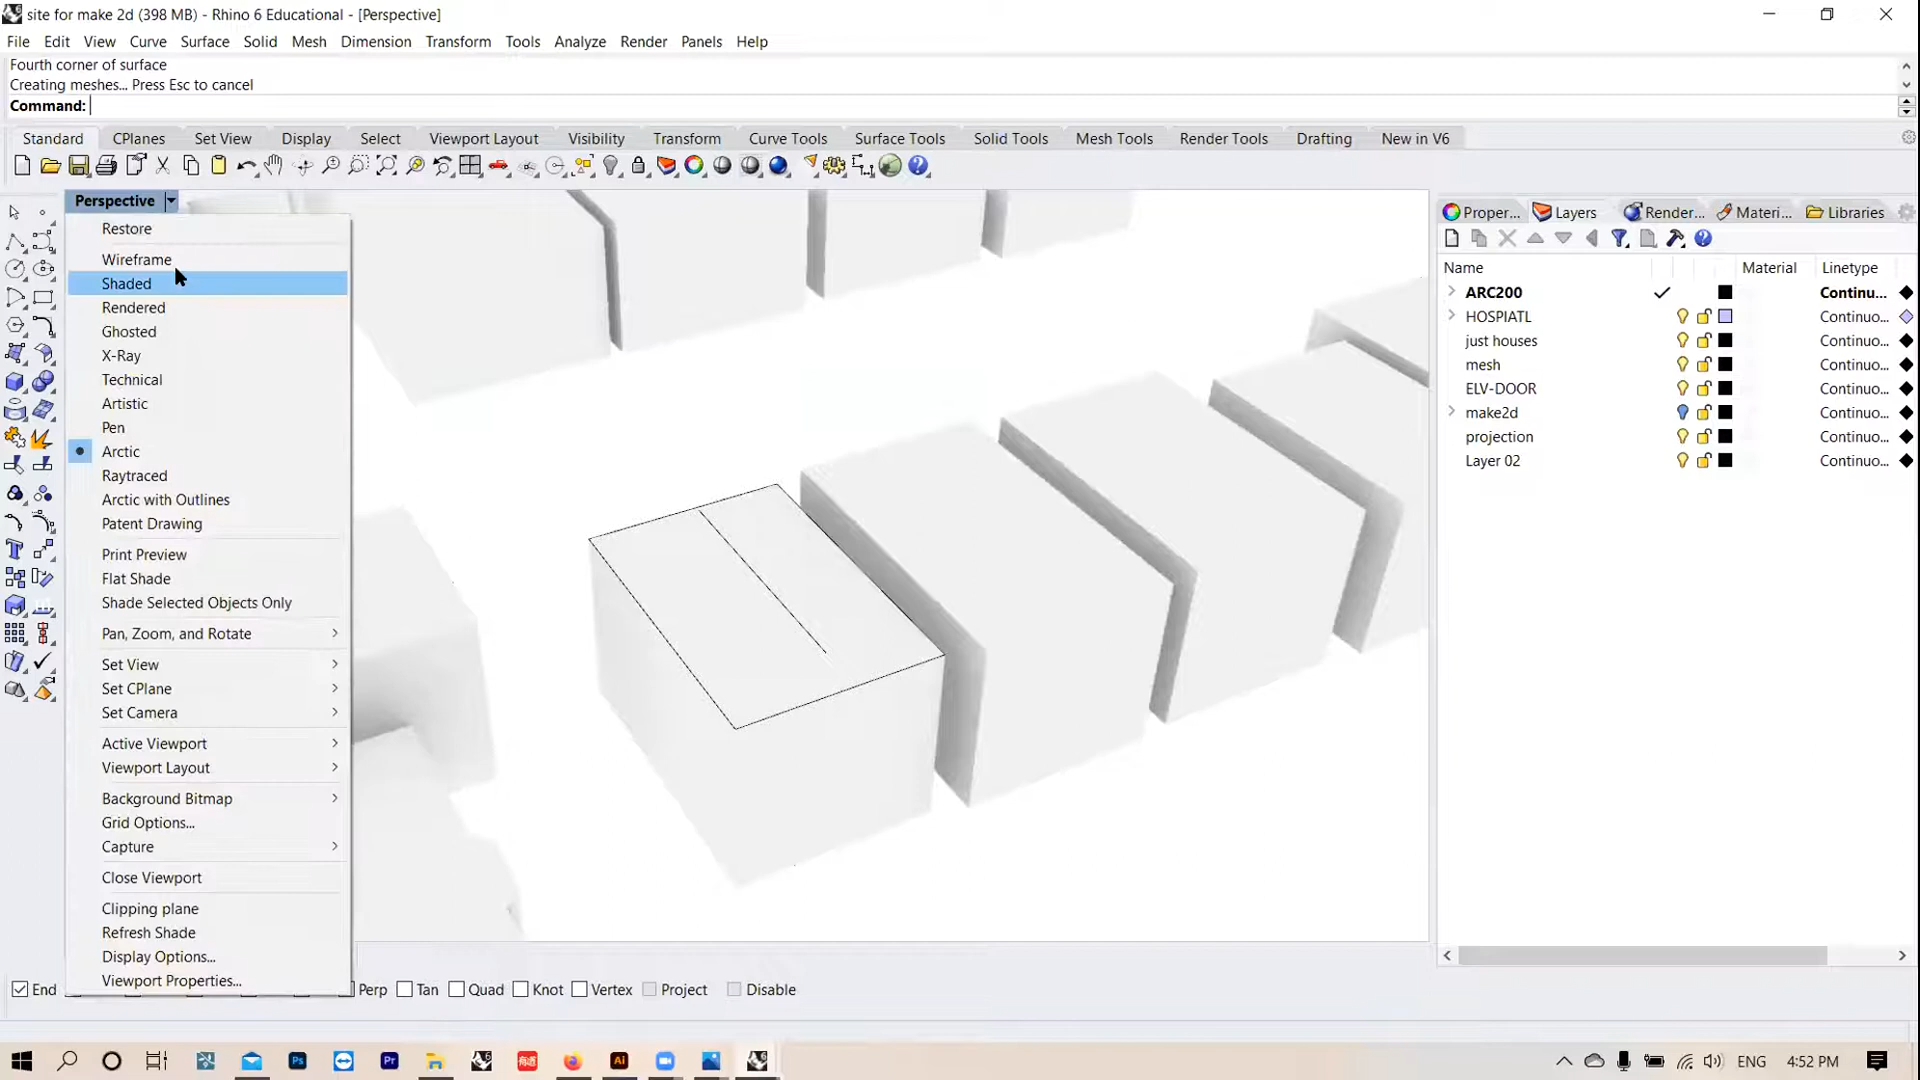 site for make 2d (398 MB) - Rhino 6 Educational - [Perspective]
File Edit View Curve Surface Solid Mesh Dimension Transform Tools Analyze Render Panels Help
Fourth corner of surface
Creating meshes... Press Esc to cancel
Command:
Standard CPlanes Set View Display Select Viewport Layout Visibility Transform Curve Tools Surface Tools Solid Tools Mesh Tools Render Tools Drafting New in V6
Perspective
Restore
Wireframe
Shaded
Rendered
Ghosted
X-Ray
Technical
Artistic
Pen
Arctic
Raytraced
Arctic with Outlines
Patent Drawing
Print Preview
Flat Shade
Shade Selected Objects Only
Pan, Zoom, and Rotate
Set View
Set CPlane
Set Camera
Active Viewport
Viewport Layout
Background Bitmap
Grid Options...
Capture
Close Viewport
Clipping plane
Refresh Shade
Display Options...
Viewport Properties...
Proper... Layers Render... Materi... Libraries
Name Material Linetype
ARC200 Continu...
HOSPIATL Continuo...
just houses Continuo...
mesh Continuo...
ELV-DOOR Continuo...
make2d Continuo...
projection Continuo...
Layer 02 Continuo...
End Perp Tan Quad Knot Vertex Project Disable
Ps Pr 6 Ai 6 ENG 4:52 PM